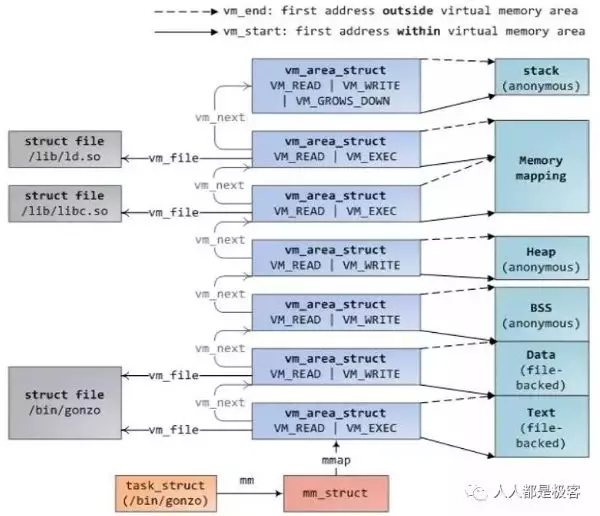 vm_end: first address outside virtual memory area
vm_start: first address within virtual memory area
vm_area_struct
VM_READ | VM_WRITE
| VM_GROWS_DOWN
stack
(anonymous)
vm_next
struct file
/lib/ld.so
vm_file
vm_area_struct
VM_READ | VM_EXEC
Memory
mapping
vm_next
struct file
/lib/libc.so
vm_file
vm_area_struct
VM_READ | VM_EXEC
vm_next
vm_area_struct
VM_READ | VM_WRITE
Heap
(anonymous)
vm_next
vm_area_struct
VM_READ | VM_WRITE
BSS
(anonymous)
vm_next
struct file
/bin/gonzo
vm_file
vm_area_struct
VM_READ | VM_WRITE
Data
(file-
backed)
vm_next
vm_file
vm_area_struct
VM_READ | VM_EXEC
Text
(file-
backed)
mmap
task_struct
(/bin/gonzo)
mm
mm_struct
人人都是极客